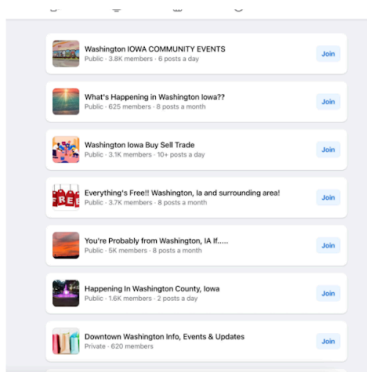 Washington IOWA COMMUNITY EVENTS
Public · 3.8K members · 6 posts a day
Join
What's Happening in Washington Iowa??
Public · 625 members · 8 posts a month
Join
Washington Iowa Buy Sell Trade
Public · 3.1K members · 10+ posts a day
Join
Everything's Free!! Washington, Ia and surrounding area!
Public · 3.7K members · 8 posts a month
Join
You're Probably from Washington, IA If.....
Public · 5K members · 8 posts a month
Join
Happening In Washington County, Iowa
Public · 1.6K members · 2 posts a day
Join
Downtown Washington Info, Events & Updates
Private · 620 members
Join